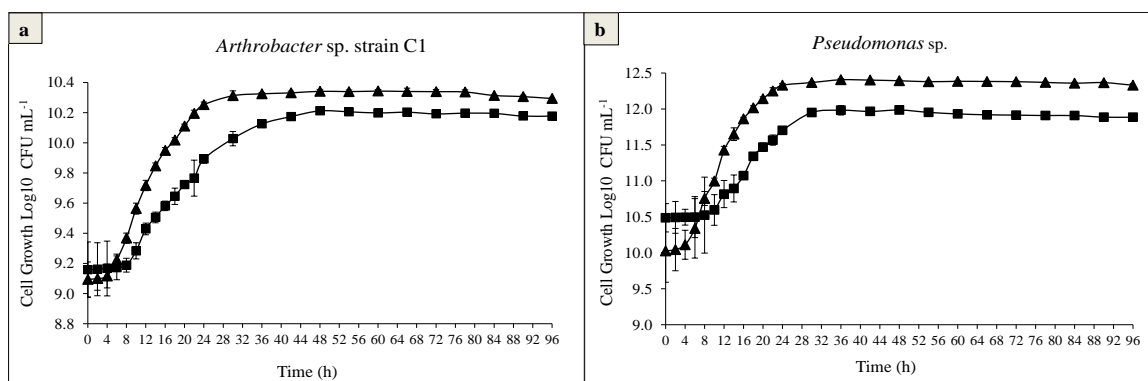 a
Arthrobacter sp. strain C1
Cell Growth Log10 CFU mL-1
10.4
10.2
10.0
9.8
9.6
9.4
9.2
9.0
8.8
0 4 8 12 16 20 24 28 32 36 40 44 48 52 56 60 64 68 72 76 80 84 88 92 96
Time (h)
b
Pseudomonas sp.
Cell Growth Log10 CFU mL-1
12.5
12.0
11.5
11.0
10.5
10.0
9.5
9.0
0 4 8 12 16 20 24 28 32 36 40 44 48 52 56 60 64 68 72 76 80 84 88 92 96
Time (h)